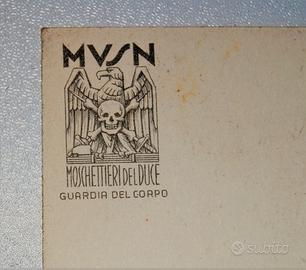 MVSN
MOSCHETTIERI DEL DUCE
GUARDIA DEL CORPO
subito